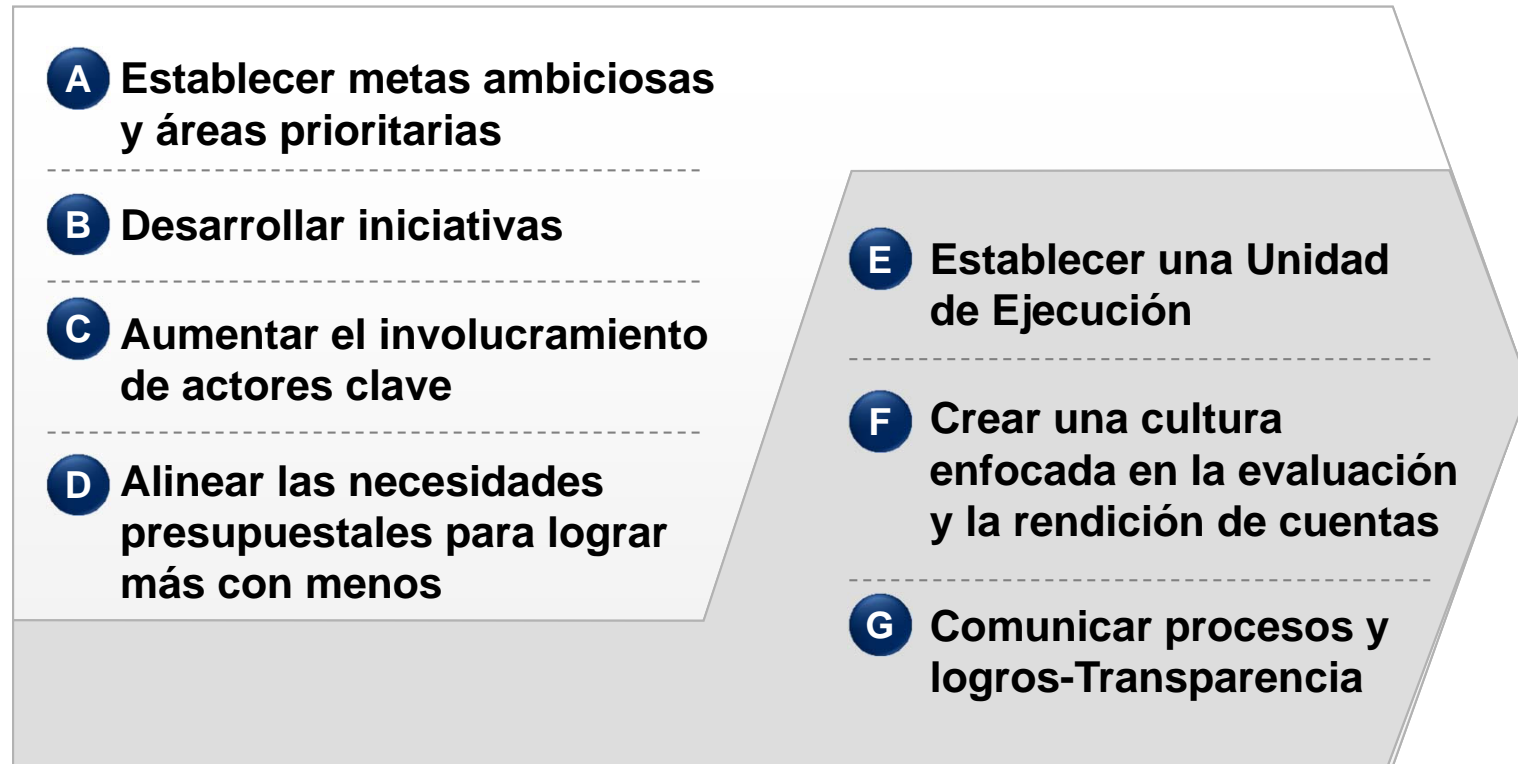 A Establecer metas ambiciosas
y áreas prioritarias
B Desarrollar iniciativas
C Aumentar el involucramiento
de actores clave
D Alinear las necesidades
presupuestales para lograr
más con menos
E Establecer una Unidad
de Ejecución
F Crear una cultura
enfocada en la evaluación
y la rendición de cuentas
G Comunicar procesos y
logros-Transparencia